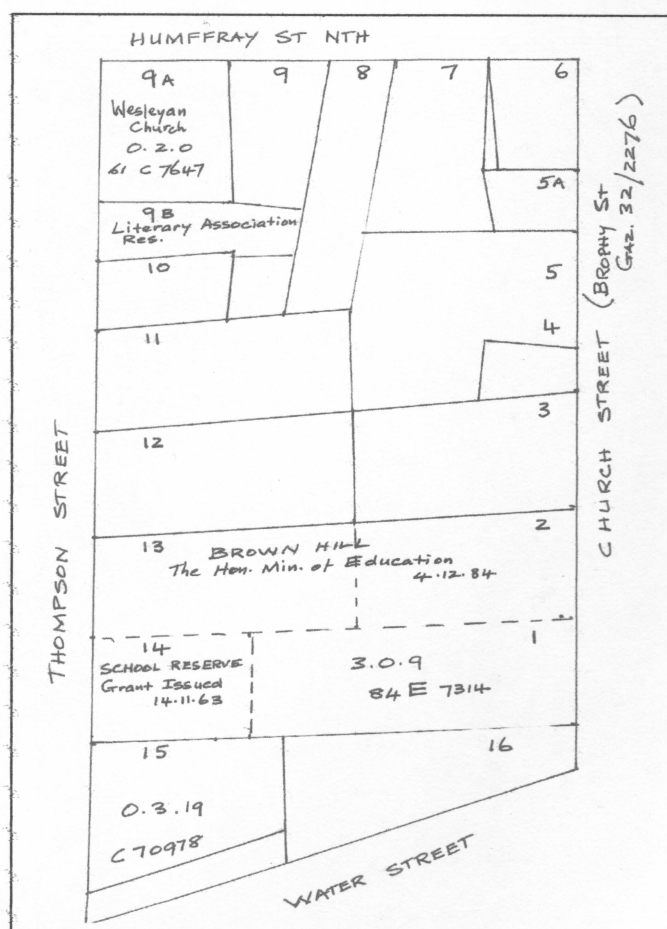 HUMFFRAY ST NTH
9A
9
8
7
6
Wesleyan
Church
0.2.0
61 C 7647
5A
9B
Literary Association
Res.
10
5
4
11
3
12
2
13
BROWN HILL
The Hon. Min. of Education
4.12.84
14
1
SCHOOL RESERVE
Grant Issued
14.11.63
3.0.9
84 E 7314
15
16
0.3.19
C 70978
WATER STREET
THOMPSON STREET
CHURCH STREET (BROPHY St
GAZ. 32/2276)